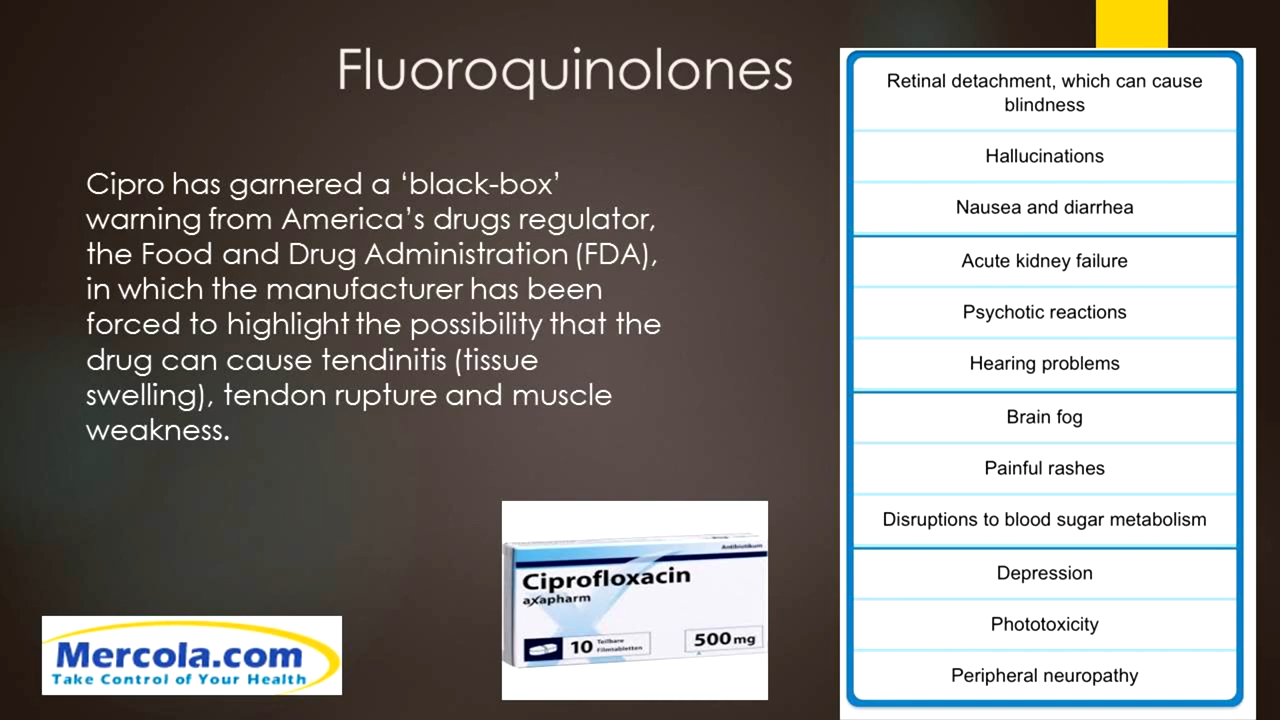 Fluoroquinolones
Cipro has garnered a ‘black-box’
warning from America’s drugs regulator,
the Food and Drug Administration (FDA),
in which the manufacturer has been
forced to highlight the possibility that the
drug can cause tendinitis (tissue
swelling), tendon rupture and muscle
weakness.
Retinal detachment, which can cause
blindness
Hallucinations
Nausea and diarrhea
Acute kidney failure
Psychotic reactions
Hearing problems
Brain fog
Painful rashes
Disruptions to blood sugar metabolism
Depression
Phototoxicity
Peripheral neuropathy
Antibiotikum
Ciprofloxacin
axapharm
10 Teilbare
Filmtabletten
500 mg
Mercola.com
Take Control of Your Health